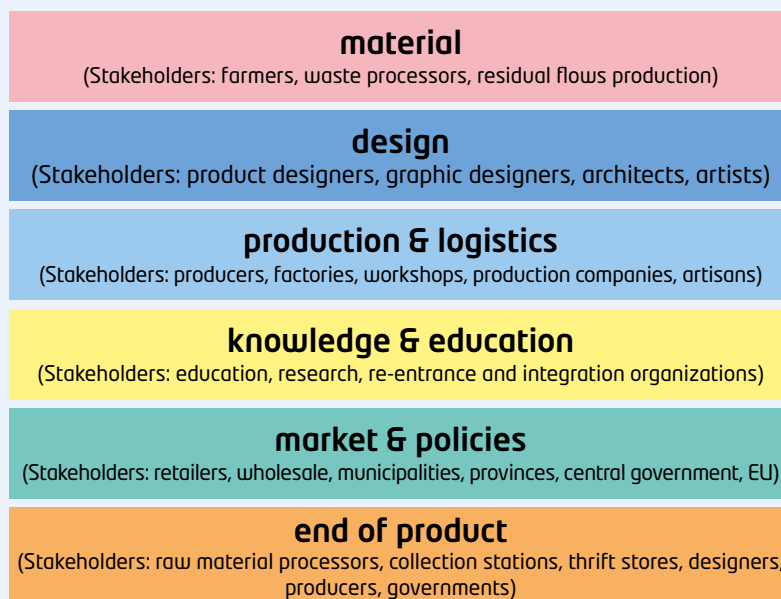 material
(Stakeholders: farmers, waste processors, residual flows production)
design
(Stakeholders: product designers, graphic designers, architects, artists)
production & logistics
(Stakeholders: producers, factories, workshops, production companies, artisans)
knowledge & education
(Stakeholders: education, research, re-entrance and integration organizations)
market & policies
(Stakeholders: retailers, wholesale, municipalities, provinces, central government, EU)
end of product
(Stakeholders: raw material processors, collection stations, thrift stores, designers,
producers, governments)